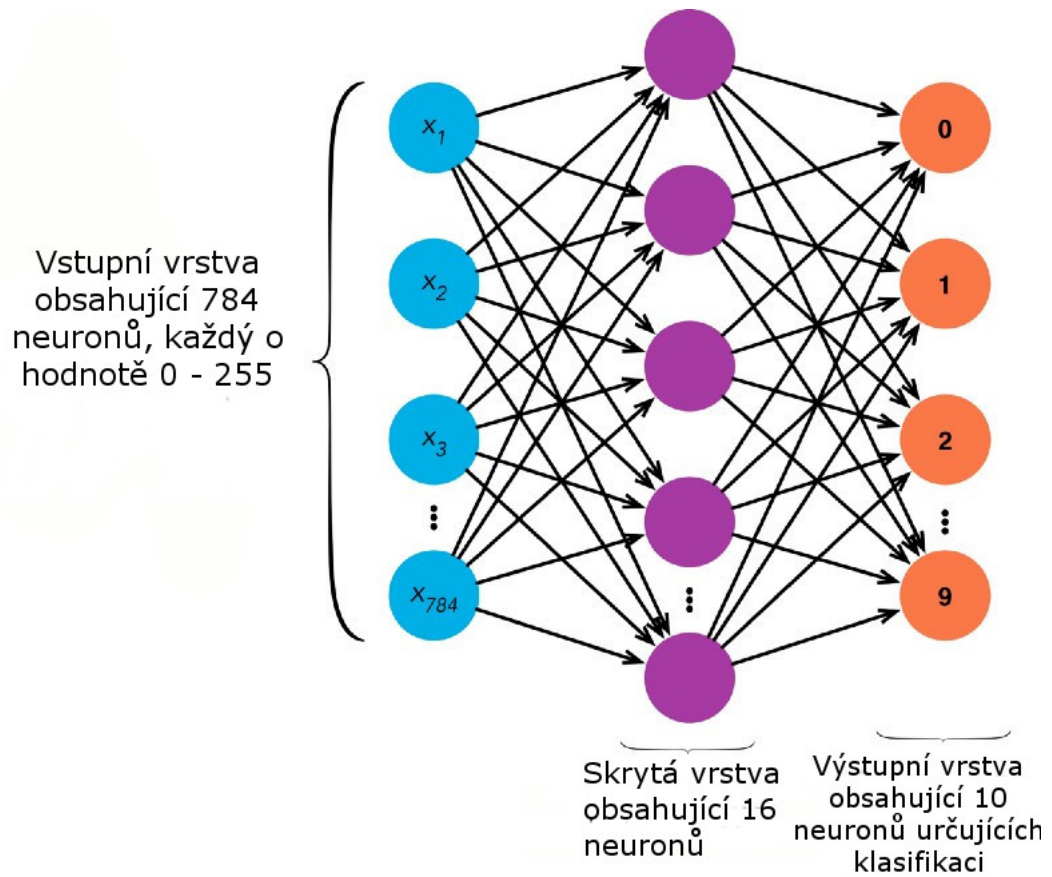 Vstupní vrstva
obsahující 784
neuronů, každý o
hodnotě 0 - 255
x1
x2
x3
x784
0
1
2
9
Skrytá vrstva
obsahující 16
neuronů
Výstupní vrstva
obsahující 10
neuronů určujících
klasifikaci